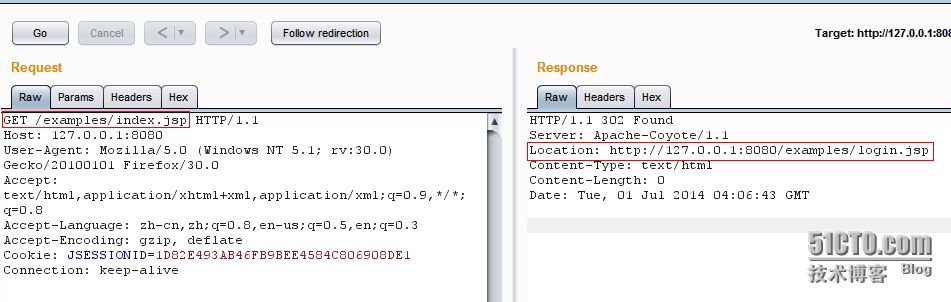 Go
Cancel
<
>
Follow redirection
Target: http://127.0.0.1:808
Request
Raw
Params
Headers
Hex
GET /examples/index.jsp HTTP/1.1
Host: 127.0.0.1:8080
User-Agent: Mozilla/5.0 (Windows NT 5.1; rv:30.0)
Gecko/20100101 Firefox/30.0
Accept:
text/html,application/xhtml+xml,application/xml;q=0.9,*/*;
q=0.8
Accept-Language: zh-cn,zh;q=0.8,en-us;q=0.5,en;q=0.3
Accept-Encoding: gzip, deflate
Cookie: JSESSIONID=1D82E493AB46FB9BEE4584C806908DE1
Connection: keep-alive
Response
Raw
Headers
Hex
HTTP/1.1 302 Found
Server: Apache-Coyote/1.1
Location: http://127.0.0.1:8080/examples/login.jsp
Content-Type: text/html
Content-Length: 0
Date: Tue, 01 Jul 2014 04:06:43 GMT
51CTO.com
技术博客 Blog